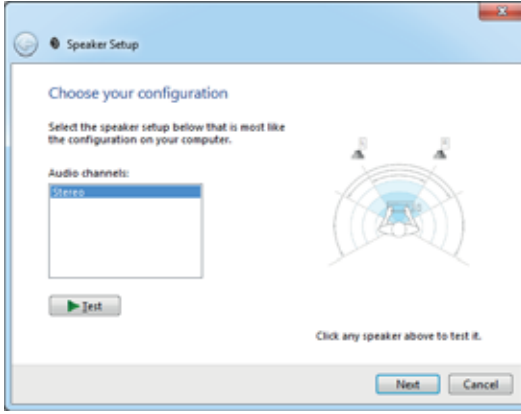 Speaker Setup
Choose your configuration
Select the speaker setup below that is most like
the configuration on your computer.
Audio channels:
Stereo
Test
Click any speaker above to test it.
Next
Cancel